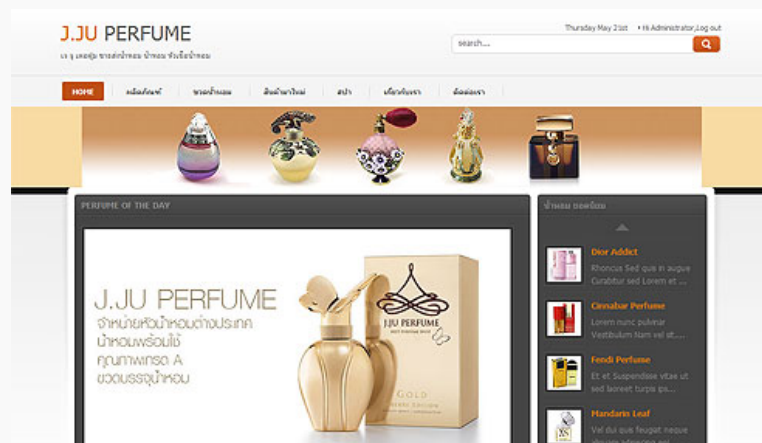 J.JU PERFUME
Thursday May 21st
Hi Administrator, Log out
search...
เจ จู เพอฟูม ขายส่งน้ำหอม น้ำหอม หัวเชื้อน้ำหอม
HOME
ผลิตภัณฑ์
ขวดน้ำหอม
สินค้ามาใหม่
สปา
เกี่ยวกับเรา
ติดต่อเรา
PERFUME OF THE DAY
J.JU PERFUME
จำหน่ายหัวน้ำหอมต่างประเทศ
น้ำหอมพร้อมใช้
คุณภาพเกรด A
ขวดบรรจุน้ำหอม
J.JU PERFUME
GOLD
น้ำหอม ยอดนิยม
Dior Addict
Rhoncus Sed quis in augue
Curabitur sed Lorem et ...
Cinnabar Perfume
Lorem nunc pulvinar
Vestibulum Nam vel sit....
Fendi Perfume
Et et Suspendisse vitae ut
sed laoreet turpis ips...
Mandarin Leaf
Vel dui quis feugiat neque